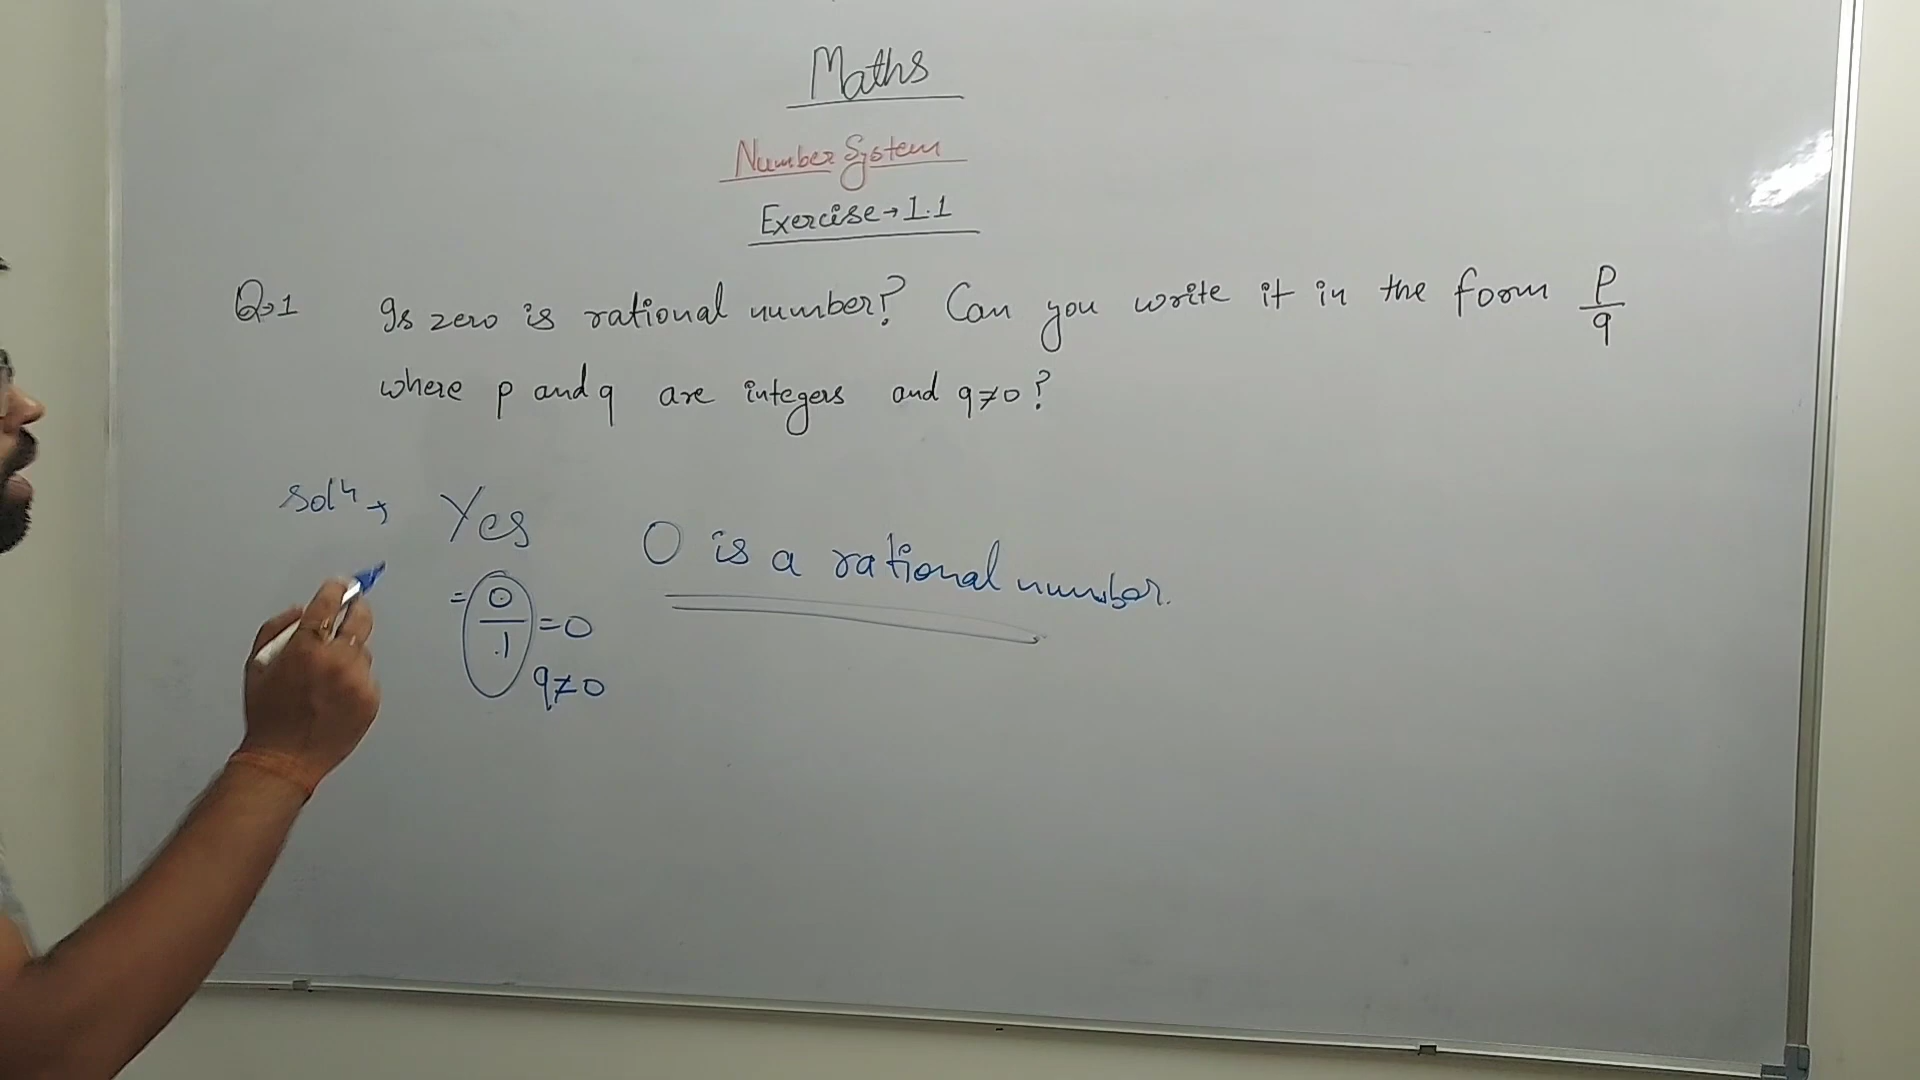 Maths
Number System
Exercise → 1.1
Q→1 Is zero is rational number? Can you write it in the form P/q
where p and q are integers and q≠0?
Solⁿ → Yes 0 is a rational number.
= 0/1 = 0
q≠0